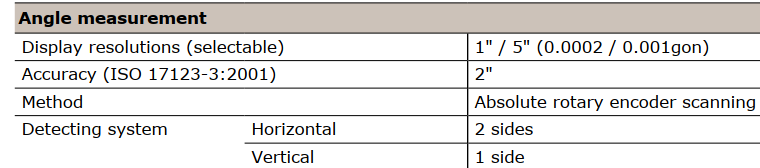 Angle measurement
Display resolutions (selectable) 1" / 5" (0.0002 / 0.001gon)
Accuracy (ISO 17123-3:2001) 2"
Method Absolute rotary encoder scanning
Detecting system Horizontal 2 sides
Vertical 1 side